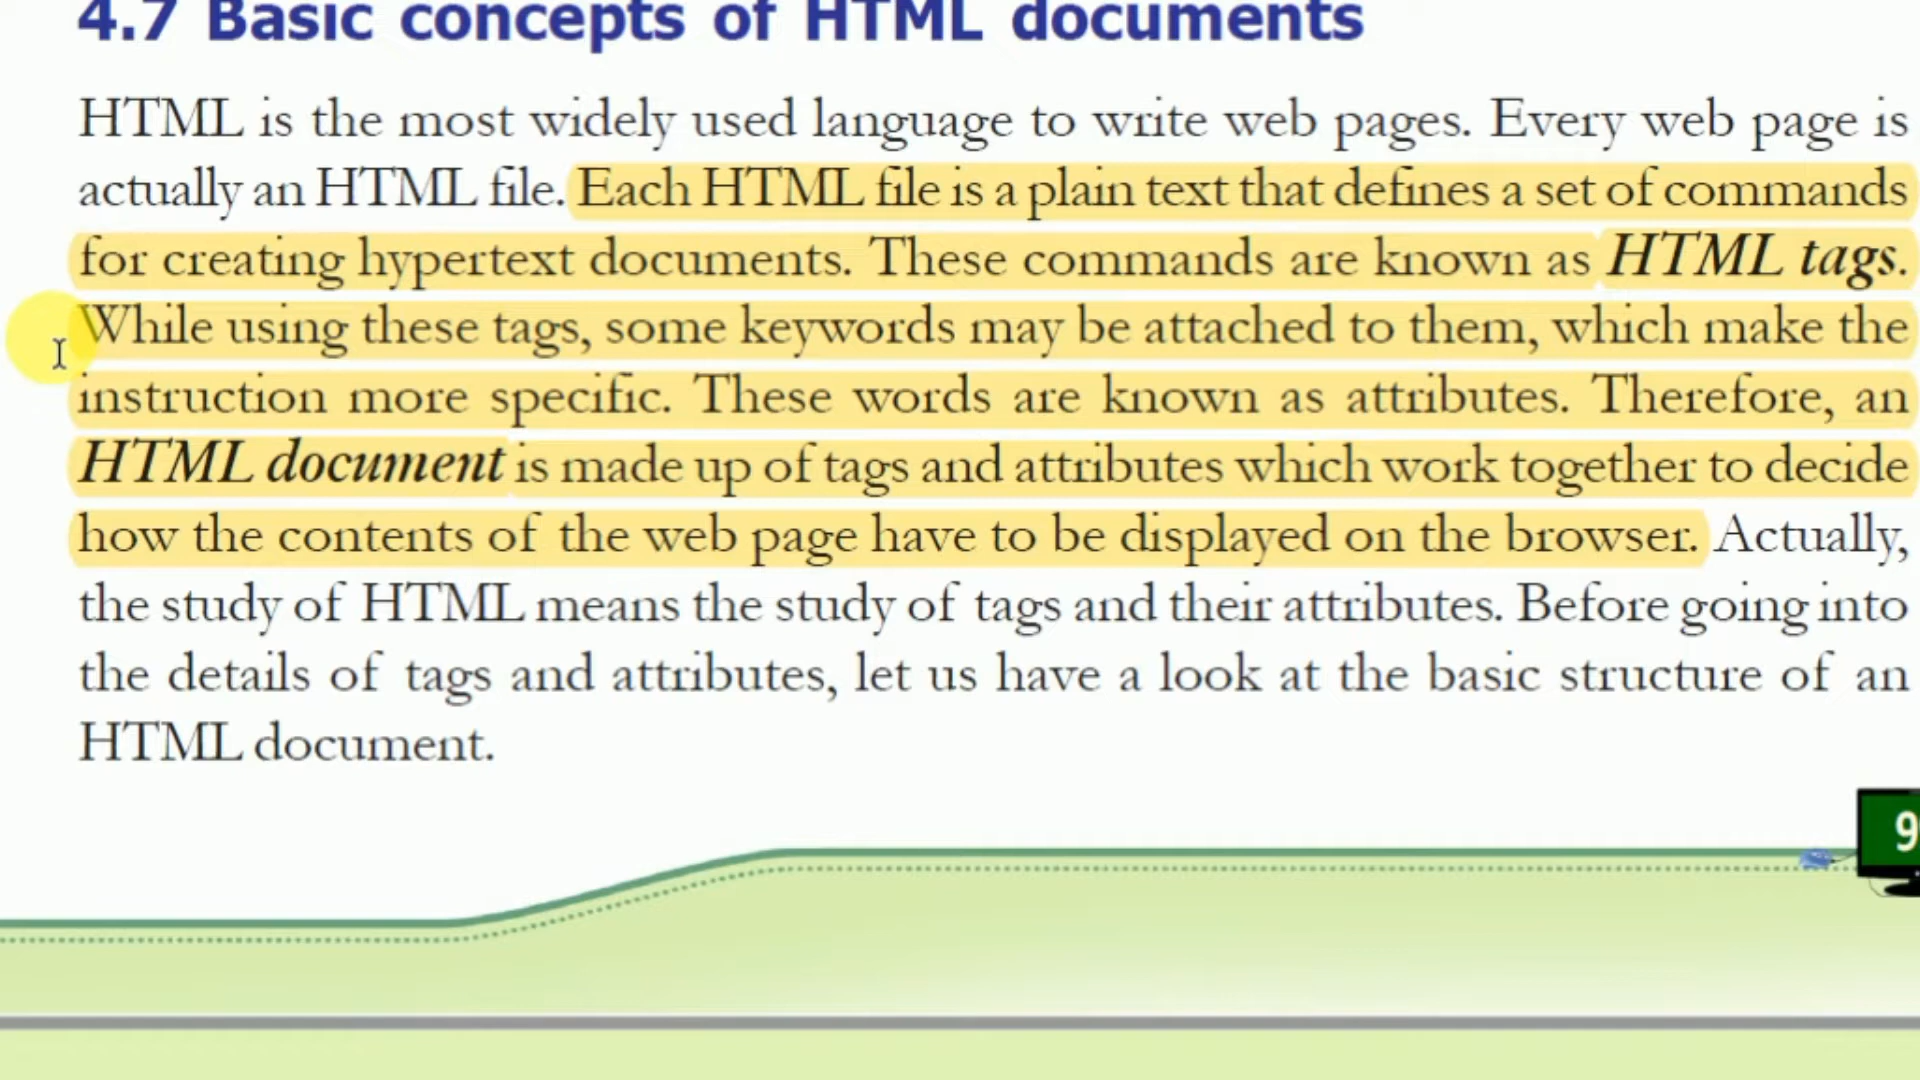 4.7 Basic concepts of HTML documents
HTML is the most widely used language to write web pages. Every web page is
actually an HTML file. Each HTML file is a plain text that defines a set of commands
for creating hypertext documents. These commands are known as HTML tags.
While using these tags, some keywords may be attached to them, which make the
instruction more specific. These words are known as attributes. Therefore, an
HTML document is made up of tags and attributes which work together to decide
how the contents of the web page have to be displayed on the browser. Actually,
the study of HTML means the study of tags and their attributes. Before going into
the details of tags and attributes, let us have a look at the basic structure of an
HTML document.
9